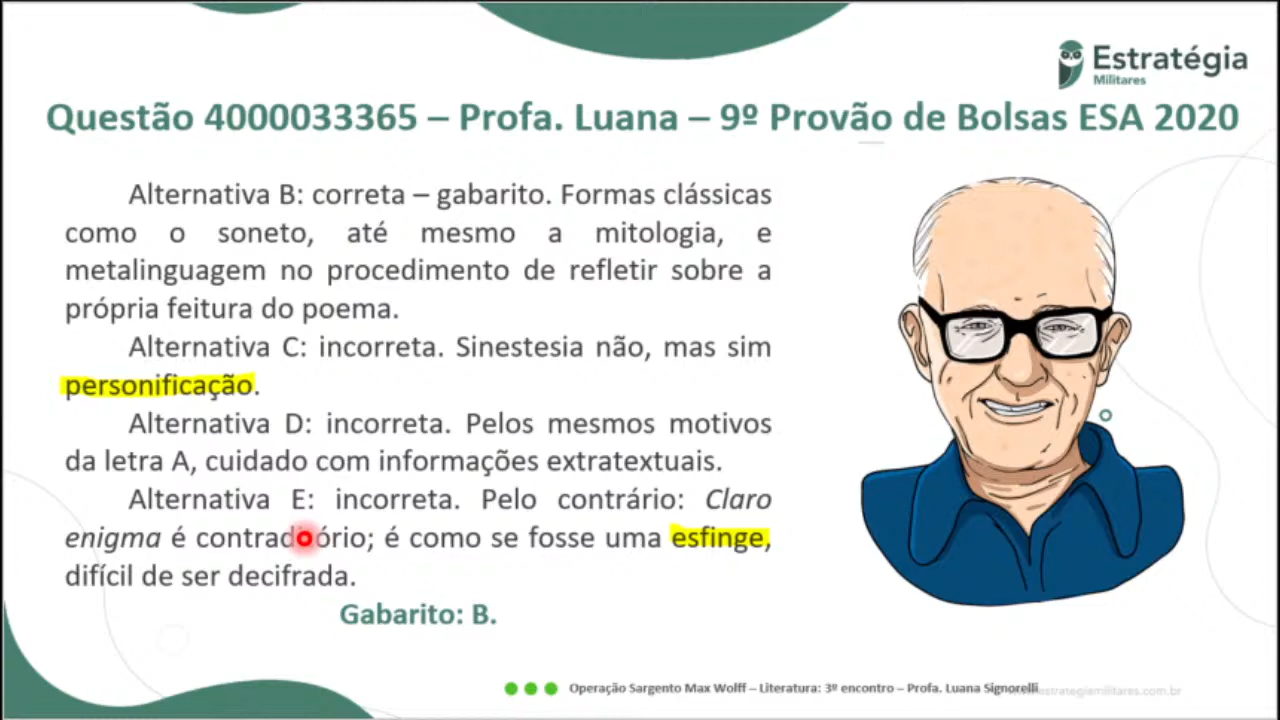 Estratégia
Militares
Questão 4000033365 – Profa. Luana – 9º Provão de Bolsas ESA 2020
Alternativa B: correta – gabarito. Formas clássicas
como o soneto, até mesmo a mitologia, e
metalinguagem no procedimento de refletir sobre a
própria feitura do poema.
Alternativa C: incorreta. Sinestesia não, mas sim
personificação.
Alternativa D: incorreta. Pelos mesmos motivos
da letra A, cuidado com informações extratextuais.
Alternativa E: incorreta. Pelo contrário: Claro
enigma é contraditório; é como se fosse uma esfinge,
difícil de ser decifrada.
Gabarito: B.
Operação Sargento Max Wolff – Literatura: 3º encontro – Profa. Luana Signorelli
estrategiamilitares.com.br